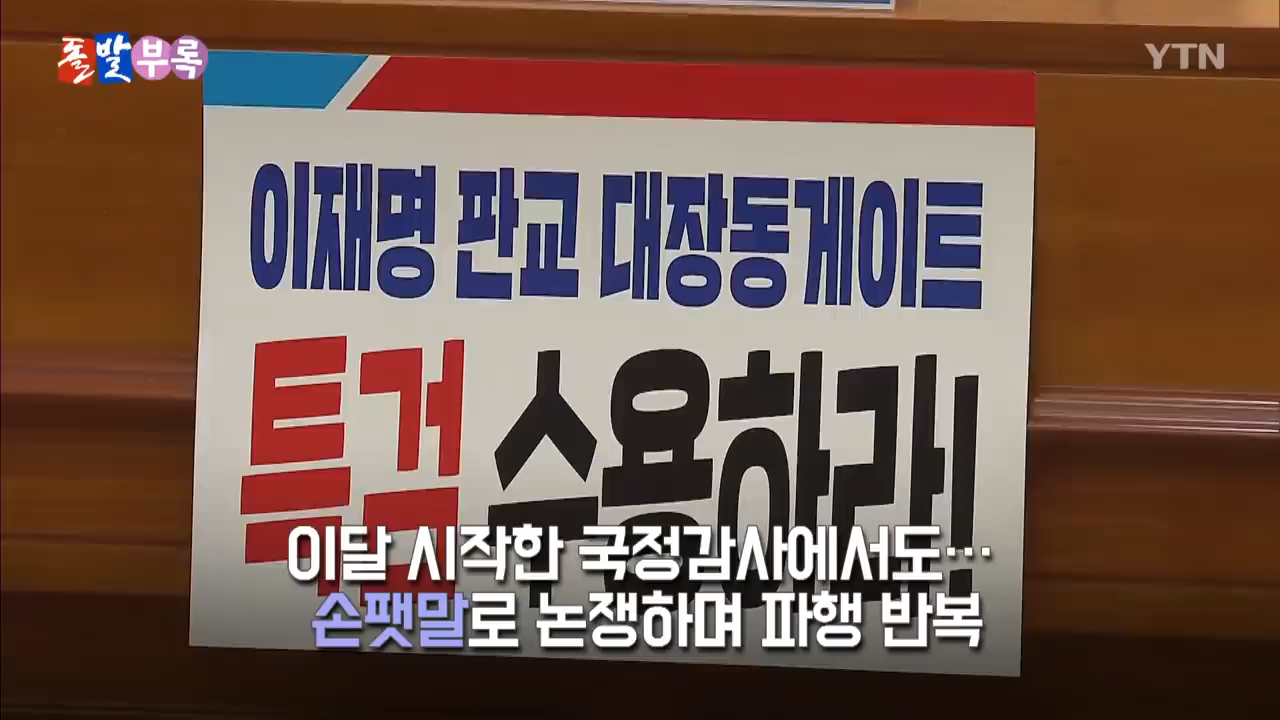 돌발부록
YTN
이재명 판교 대장동게이트
특검 수용하라!
이달 시작한 국정감사에서도…
손팻말로 논쟁하며 파행 반복